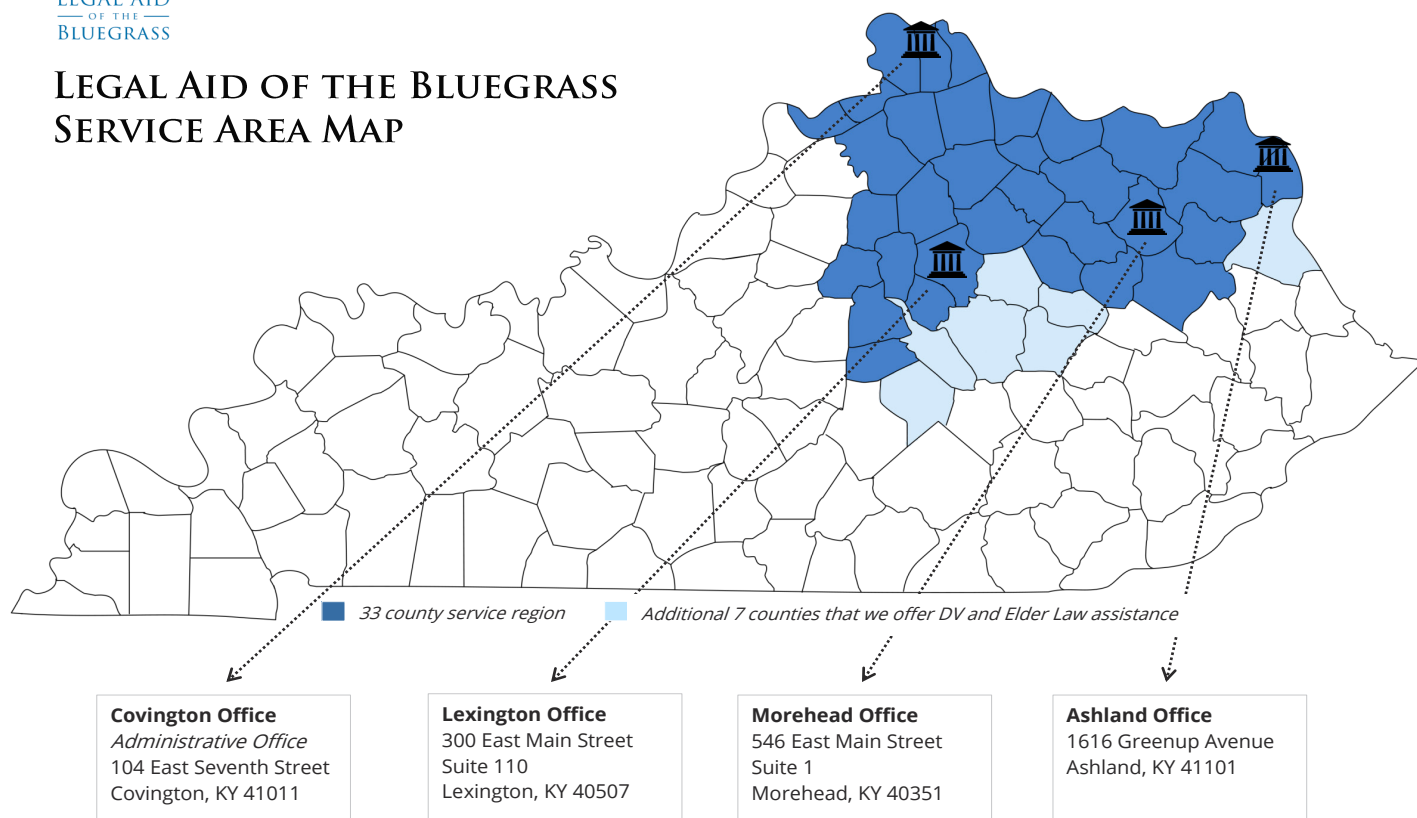 LEGAL AID
OF THE
BLUEGRASS
LEGAL AID OF THE BLUEGRASS
SERVICE AREA MAP
33 county service region
Additional 7 counties that we offer DV and Elder Law assistance
Covington Office
Administrative Office
104 East Seventh Street
Covington, KY 41011
Lexington Office
300 East Main Street
Suite 110
Lexington, KY 40507
Morehead Office
546 East Main Street
Suite 1
Morehead, KY 40351
Ashland Office
1616 Greenup Avenue
Ashland, KY 41101